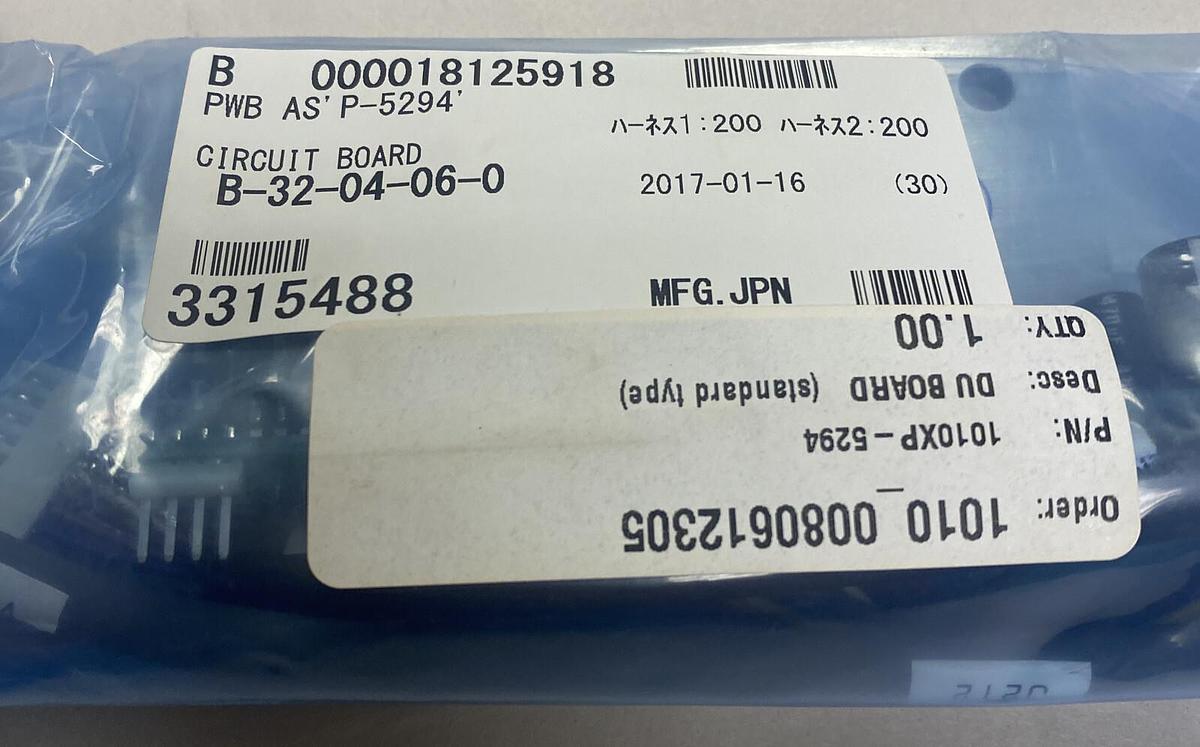 B 000018125918
PWB AS' P-5294'
ハーネス1:200 ハーネス2:200
CIRCUIT BOARD
B-32-04-06-0
2017-01-16 (30)
3315488
MFG.JPN
Order: 1010_0080612305
P/N: 1010XP-5294
Desc: DU BOARD (standard type)
QTY: 1.00